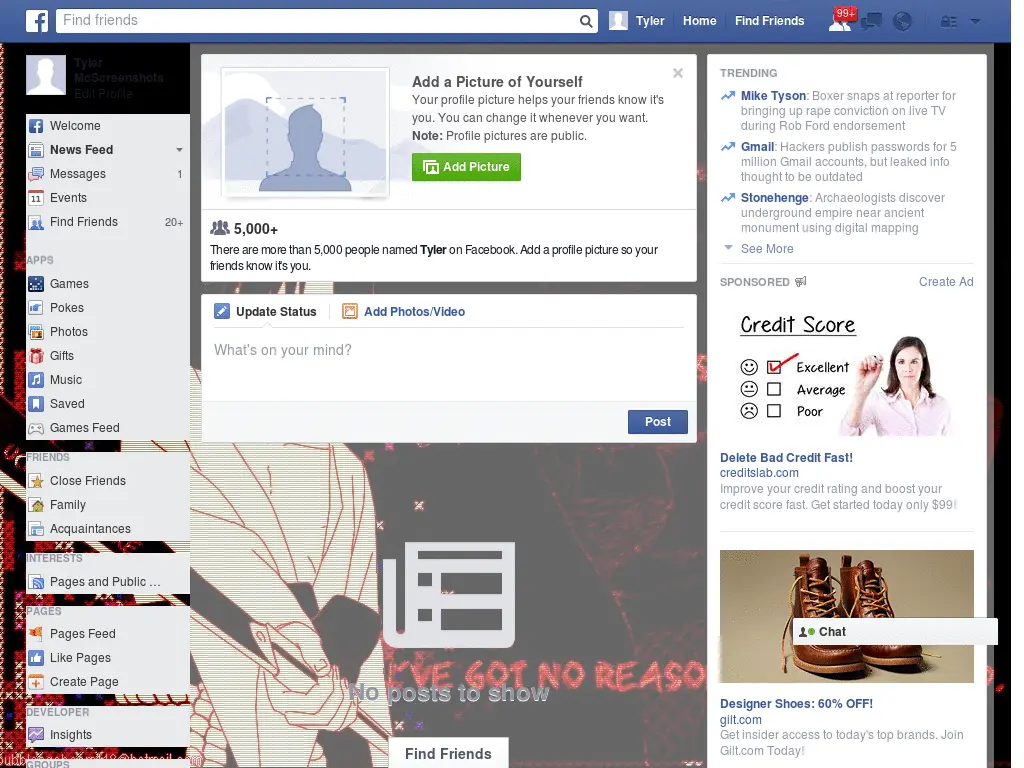 Find friends
Tyler
Home
Find Friends
99+
Tyler
McScreenshots
Edit Profile
Welcome
News Feed
Messages 1
Events
Find Friends 20+
APPS
Games
Pokes
Photos
Gifts
Music
Saved
Games Feed
FRIENDS
Close Friends
Family
Acquaintances
INTERESTS
Pages and Public ...
PAGES
Pages Feed
Like Pages
Create Page
DEVELOPER
Insights
GROUPS
Add a Picture of Yourself
Your profile picture helps your friends know it's
you. You can change it whenever you want.
Note: Profile pictures are public.
Add Picture
5,000+
There are more than 5,000 people named Tyler on Facebook. Add a profile picture so your
friends know it's you.
Update Status
Add Photos/Video
What's on your mind?
Post
I'VE GOT NO REASO
No posts to show
Find Friends
TRENDING
Mike Tyson: Boxer snaps at reporter for
bringing up rape conviction on live TV
during Rob Ford endorsement
Gmail: Hackers publish passwords for 5
million Gmail accounts, but leaked info
thought to be outdated
Stonehenge: Archaeologists discover
underground empire near ancient
monument using digital mapping
See More
SPONSORED
Create Ad
Credit Score
Excellent
Average
Poor
Delete Bad Credit Fast!
creditslab.com
Improve your credit rating and boost your
credit score fast. Get started today only $99!
Chat
Designer Shoes: 60% OFF!
gilt.com
Get insider access to today's top brands. Join
Gilt.com Today!